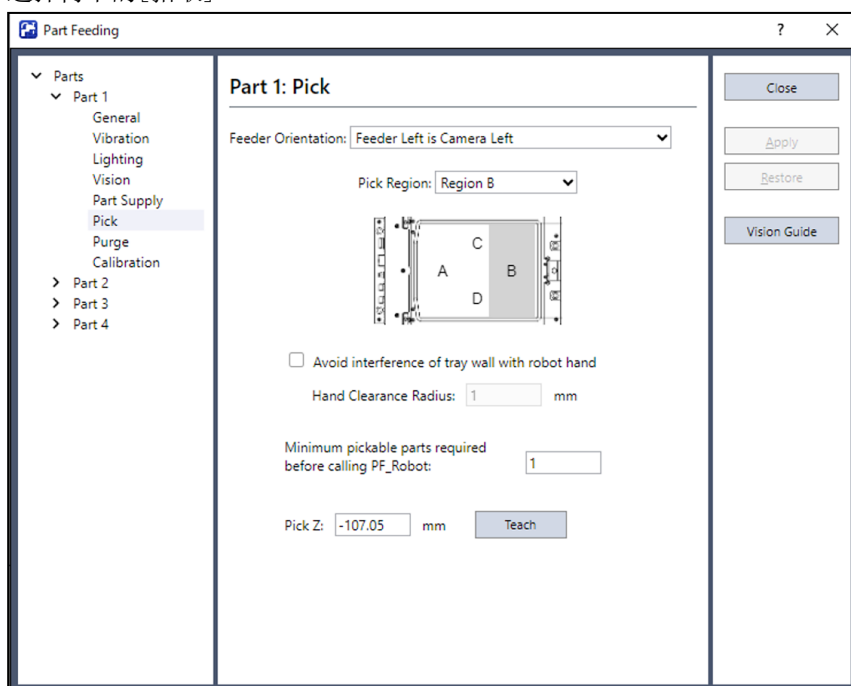 Part Feeding
Parts
Part 1
General
Vibration
Lighting
Vision
Part Supply
Pick
Purge
Calibration
Part 2
Part 3
Part 4
Part 1: Pick
Feeder Orientation: Feeder Left is Camera Left
Pick Region: Region B
C
A B
D
Avoid interference of tray wall with robot hand
Hand Clearance Radius: 1 mm
Minimum pickable parts required
before calling PF_Robot: 1
Pick Z: -107.05 mm Teach
Close
Apply
Restore
Vision Guide